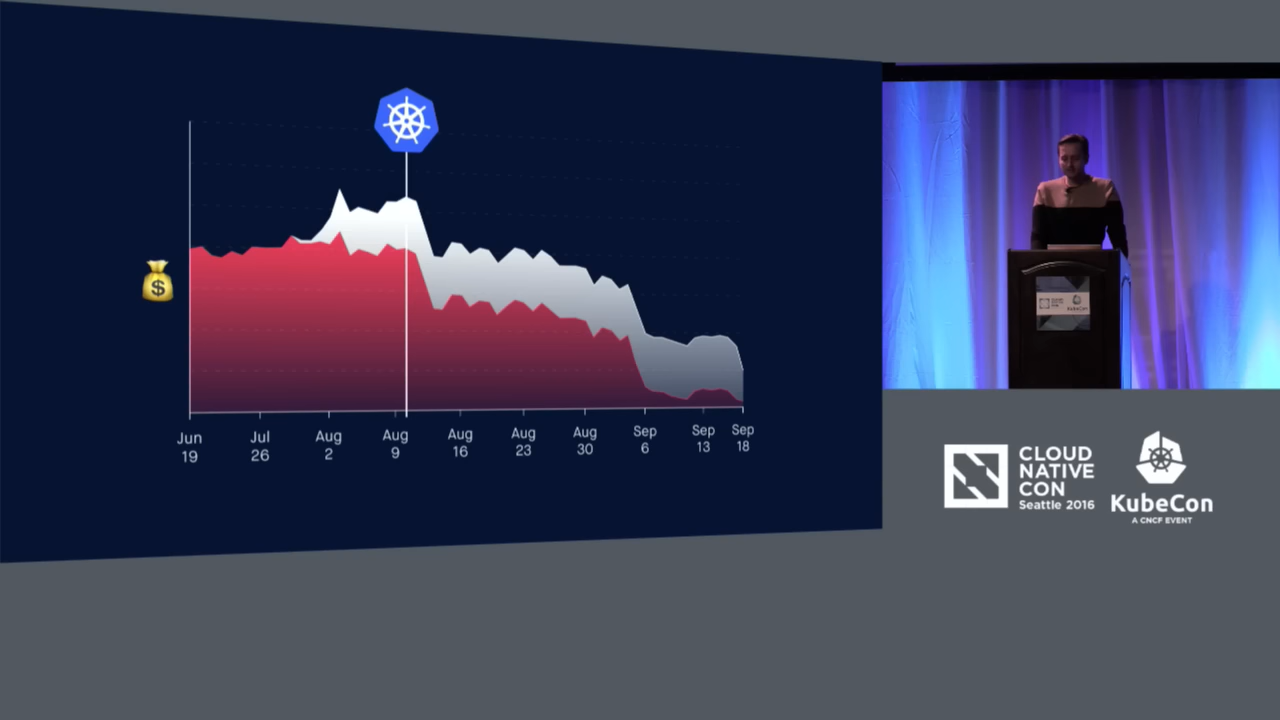 $
Jun
19
Jul
26
Aug
2
Aug
9
Aug
16
Aug
23
Aug
30
Sep
6
Sep
13
Sep
18
CLOUD
NATIVE
CON
Seattle 2016
KubeCon
A CNCF EVENT
KubeCon